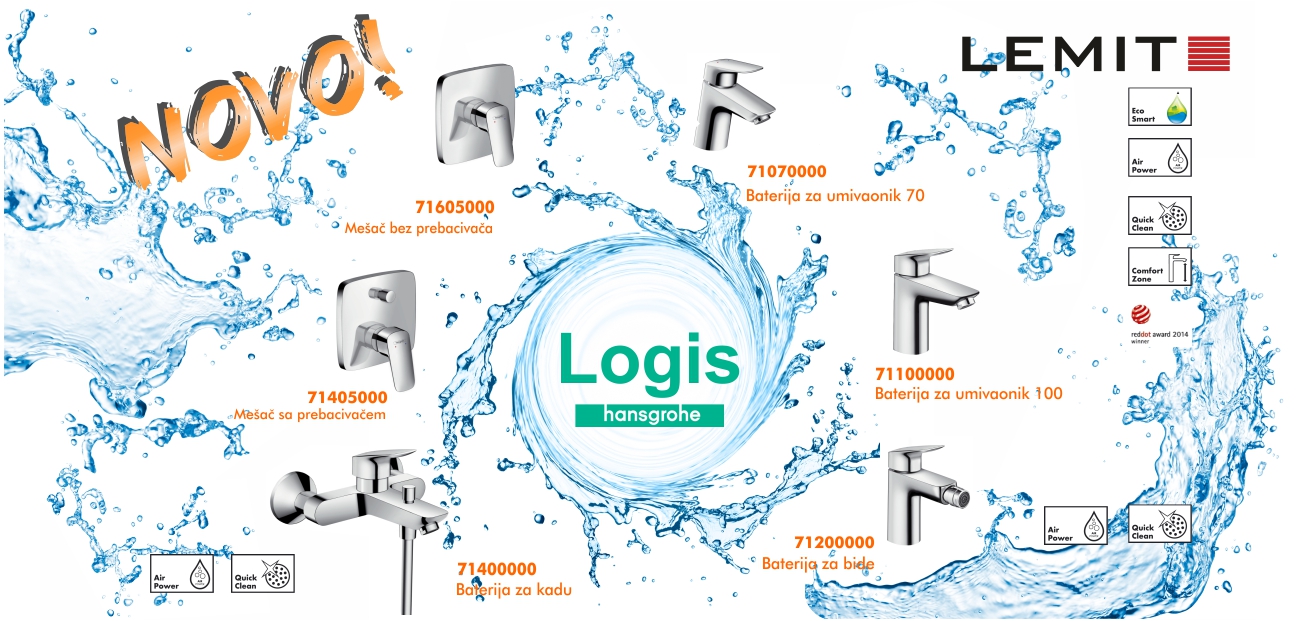 NOVO!
LEMIT
Eco
Smart
Air
Power
Quick
Clean
Comfort
Zone
reddot award 2014
winner
71605000
Mešač bez prebacivača
71070000
Baterija za umivaonik 70
71405000
Mešač sa prebacivačem
Logis
hansgrohe
71100000
Baterija za umivaonik 100
71400000
Baterija za kadu
71200000
Baterija za bide
Air
Power
Quick
Clean
Air
Power
Quick
Clean